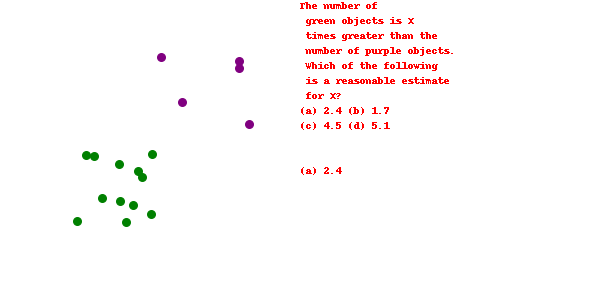 The number of
green objects is X
times greater than the
number of purple objects.
Which of the following
is a reasonable estimate
for X?
(a) 2.4 (b) 1.7
(c) 4.5 (d) 5.1
(a) 2.4